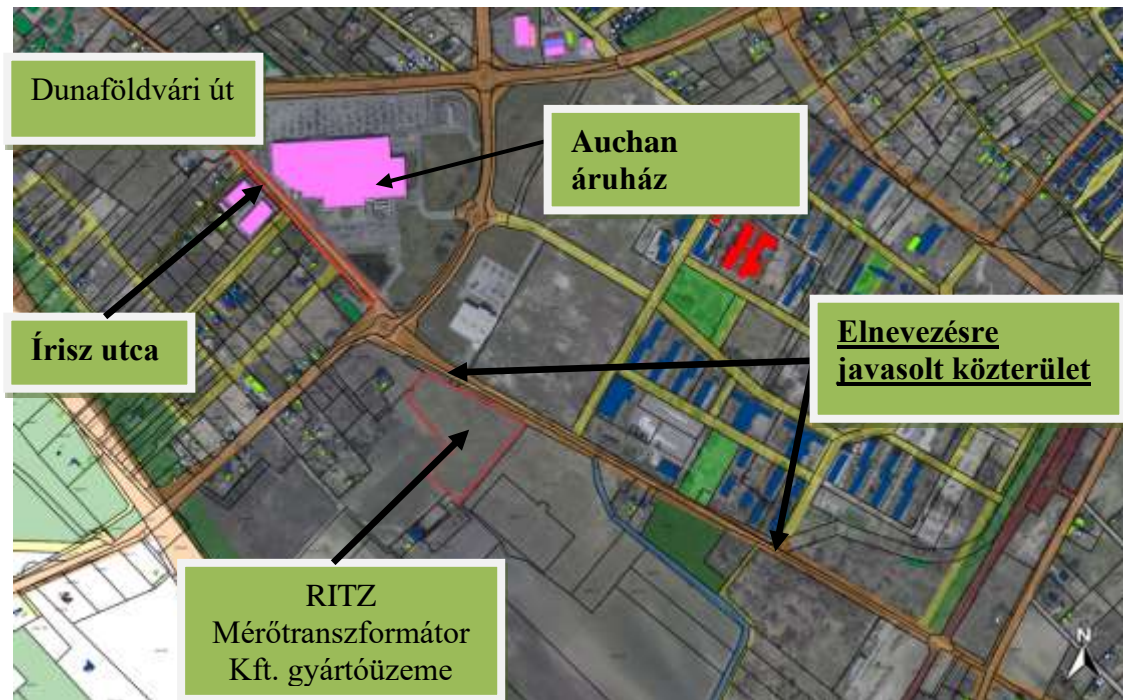 Dunaföldvári út
Auchan
áruház
Írisz utca
Elnevezésre
javasolt közterület
RITZ
Mérőtranszformátor
Kft. gyártóüzeme
N